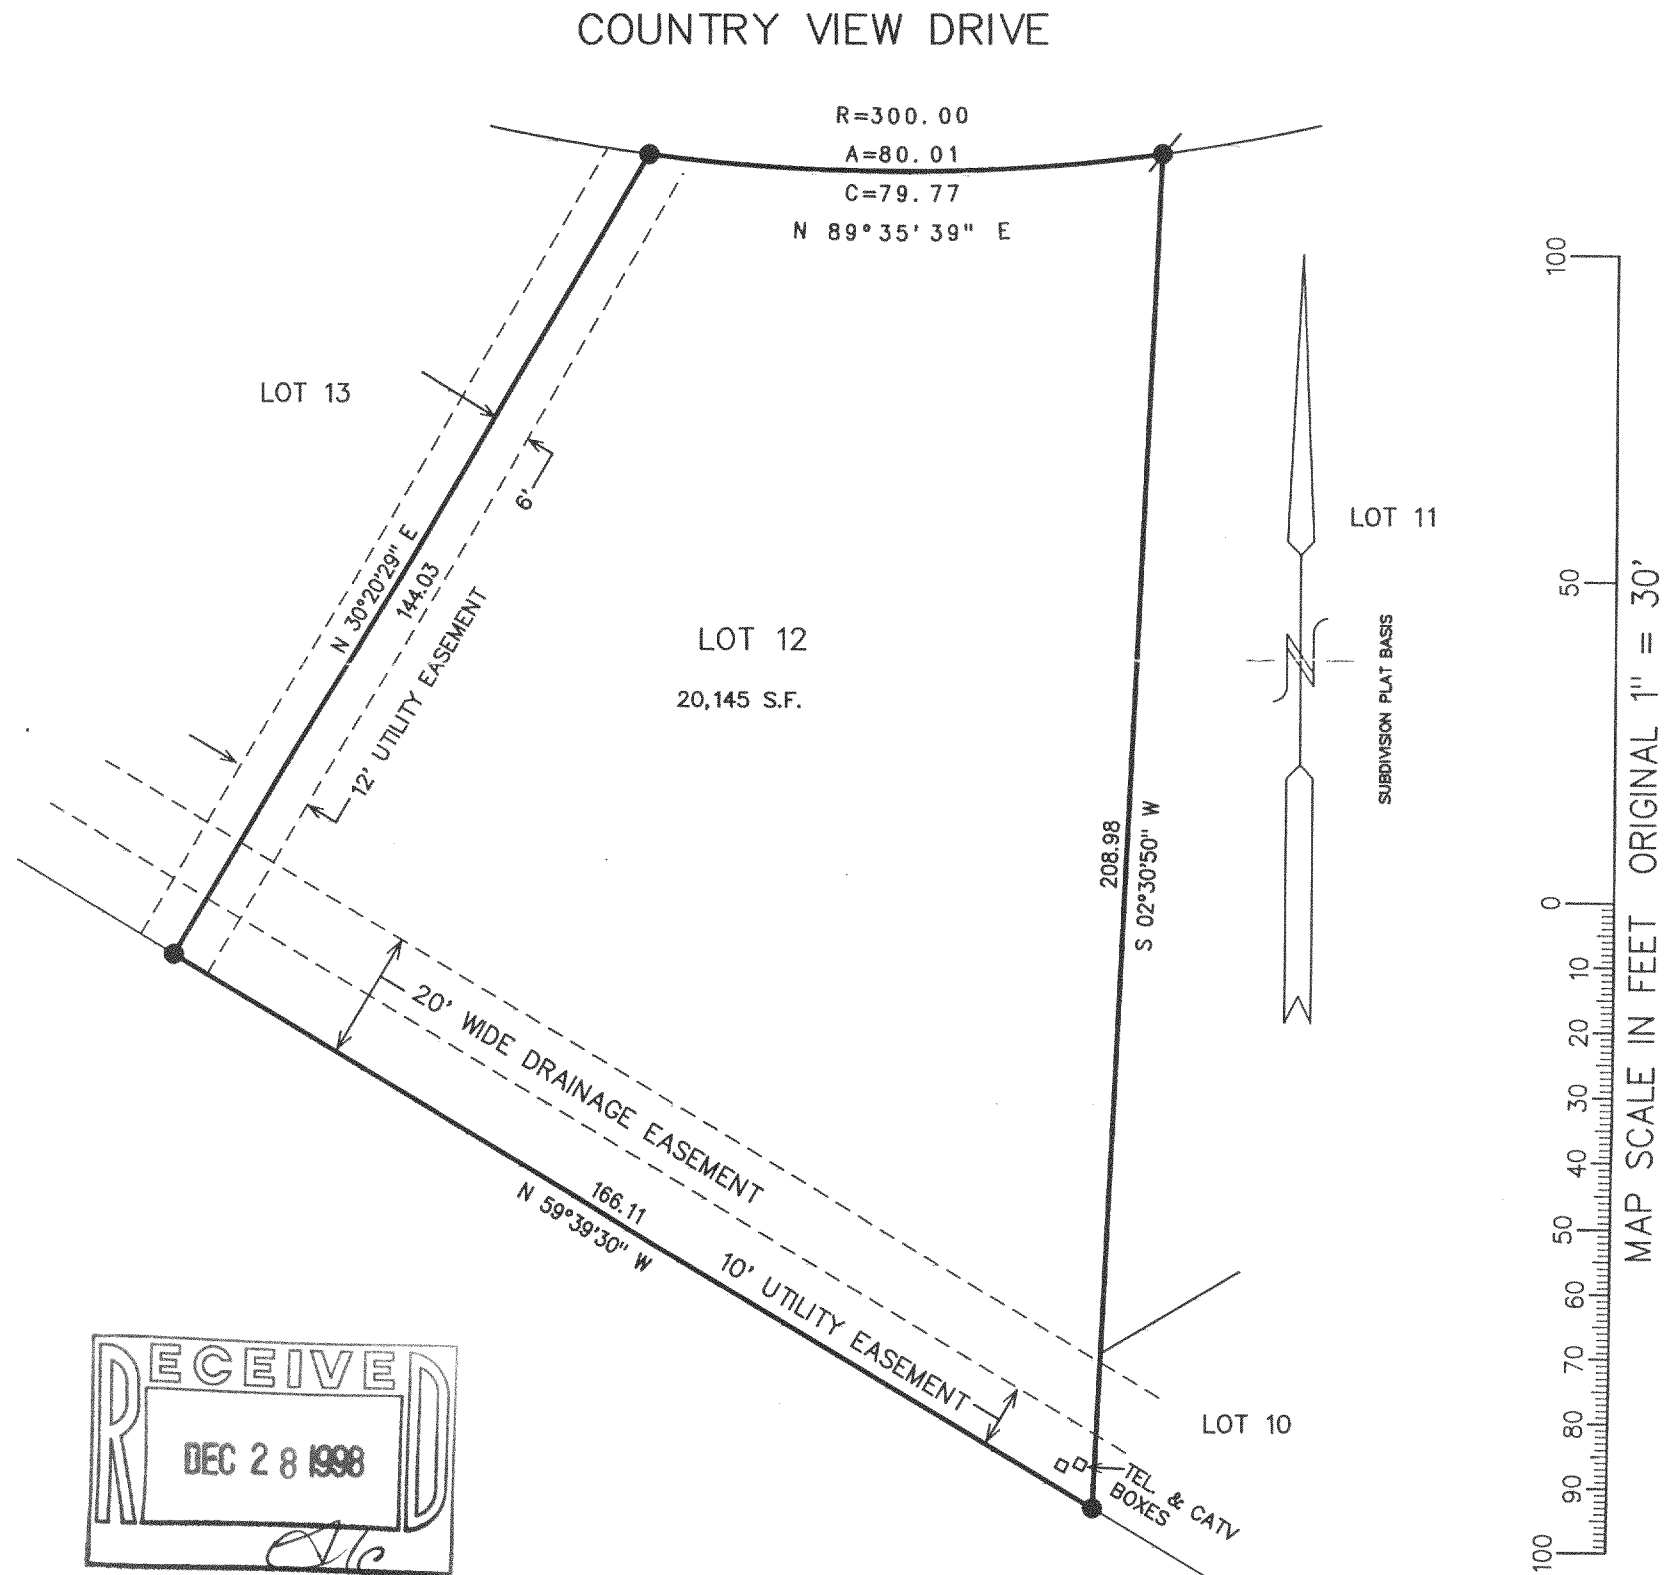 COUNTRY VIEW DRIVE
R=300.00
A=80.01
C=79.77
N 89°35'39" E
LOT 13
6'
N 30°20'29" E
144.03
12' UTILITY EASEMENT
LOT 12
20,145 S.F.
208.98
S 02°30'50" W
N
SUBDIVISION PLAT BASIS
LOT 11
20' WIDE DRAINAGE EASEMENT
166.11
N 59°39'30" W
10' UTILITY EASEMENT
LOT 10
TEL. & CATV
BOXES
100
50
0
10
20
30
40
50
60
70
80
90
100
MAP SCALE IN FEET ORIGINAL 1" = 30'
RECEIVED
DEC 28 1998